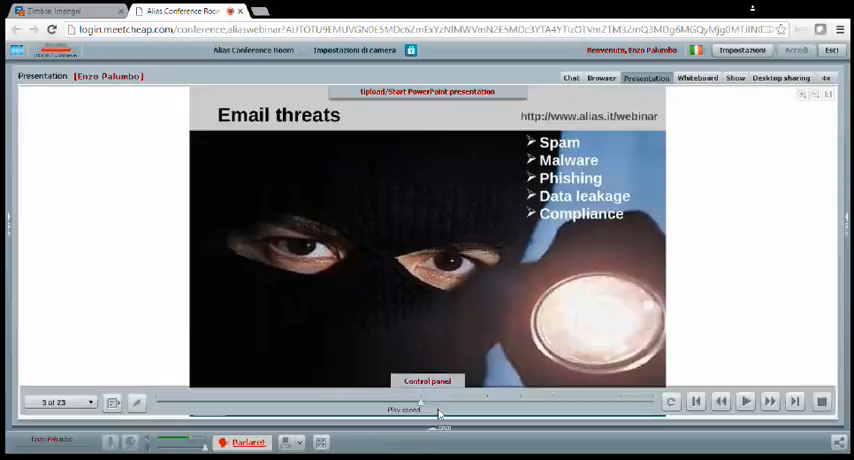 Zimbra: Impegni
Alias Conference Room
login.meetcheap.com/conference,aliaswebinar?
Alias Conference Room
Impostazioni di camera
Benvenuto, Enzo Palumbo
Impostazioni
Accedi
Esci
Presentation [Enzo Palumbo]
Chat
Browser
Presentation
Whiteboard
Show
Desktop sharing
4x
Upload/Start PowerPoint presentation
Email threats
http://www.alias.it/webinar
Spam
Malware
Phishing
Data leakage
Compliance
Control panel
3 of 23
Play speed
OPEN
Enzo Palumbo
Parlare!